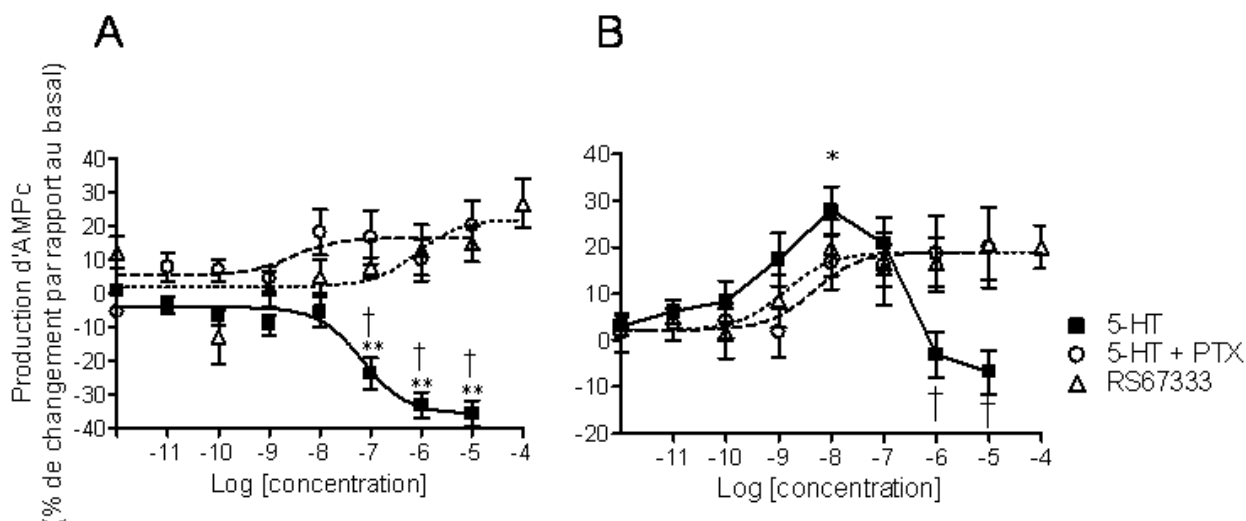 A
B
Production d'AMPc
(% de changement par rapport au basal)
40
30
20
10
0
-10
-20
-30
-40
†
**
†
**
†
**
-11 -10 -9 -8 -7 -6 -5 -4
Log [concentration]
40
30
20
10
0
-10
-20
*
†
†
-11 -10 -9 -8 -7 -6 -5 -4
Log [concentration]
5-HT
5-HT + PTX
RS67333